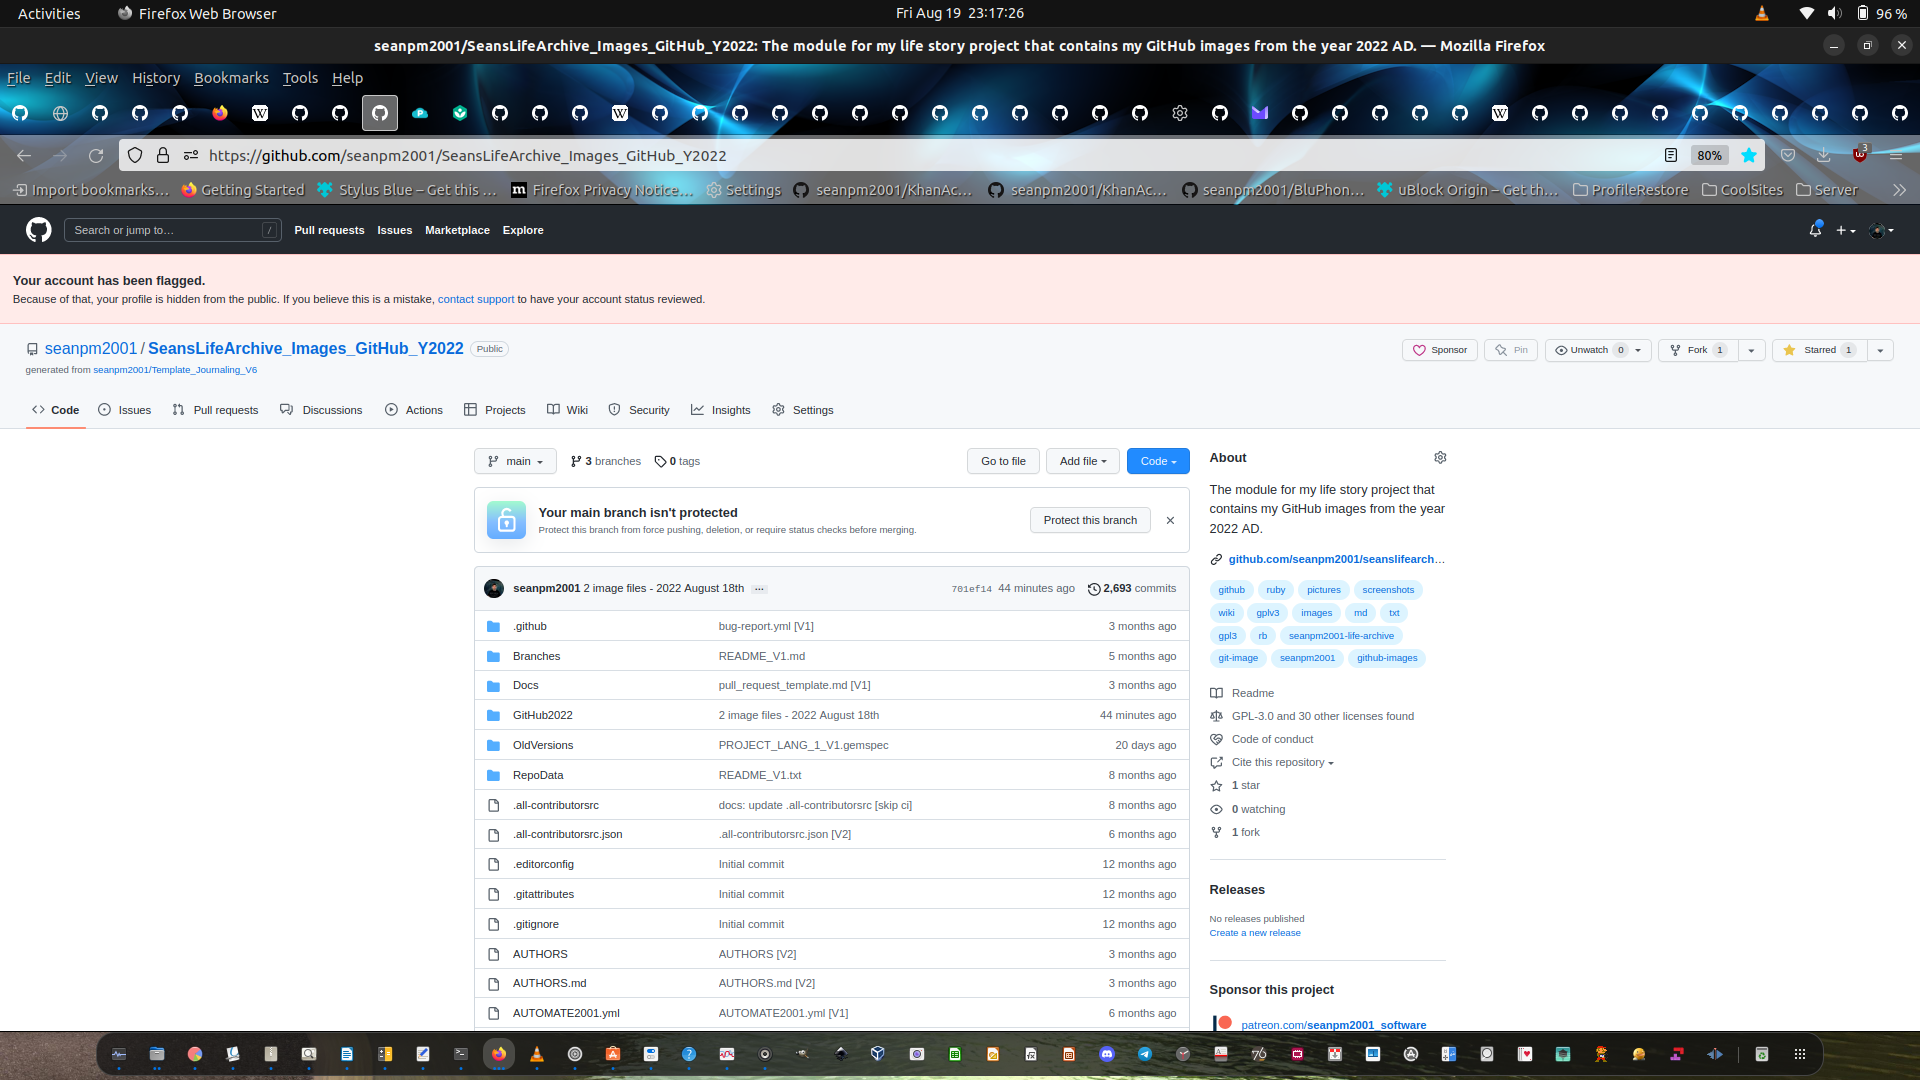 Activities
Firefox Web Browser
Fri Aug 19 23:17:26
96 %
seanpm2001/SeansLifeArchive_Images_GitHub_Y2022: The module for my life story project that contains my GitHub images from the year 2022 AD. — Mozilla Firefox
File Edit View History Bookmarks Tools Help
https://github.com/seanpm2001/SeansLifeArchive_Images_GitHub_Y2022
80%
3
Import bookmarks… Getting Started Stylus Blue – Get this … Firefox Privacy Notice… Settings seanpm2001/KhanAc… seanpm2001/KhanAc… seanpm2001/BluPhon… uBlock Origin – Get th… ProfileRestore CoolSites Server
Search or jump to… /
Pull requests Issues Marketplace Explore
Your account has been flagged.
Because of that, your profile is hidden from the public. If you believe this is a mistake, contact support to have your account status reviewed.
seanpm2001 / SeansLifeArchive_Images_GitHub_Y2022 Public
generated from seanpm2001/Template_Journaling_V6
Sponsor Pin Unwatch 0 Fork 1 Starred 1
Code Issues Pull requests Discussions Actions Projects Wiki Security Insights Settings
main 3 branches 0 tags Go to file Add file Code
Your main branch isn't protected
Protect this branch from force pushing, deletion, or require status checks before merging.
Protect this branch
seanpm2001 2 image files - 2022 August 18th … 701ef14 44 minutes ago 2,693 commits
.github bug-report.yml [V1] 3 months ago
Branches README_V1.md 5 months ago
Docs pull_request_template.md [V1] 3 months ago
GitHub2022 2 image files - 2022 August 18th 44 minutes ago
OldVersions PROJECT_LANG_1_V1.gemspec 20 days ago
RepoData README_V1.txt 8 months ago
.all-contributorsrc docs: update .all-contributorsrc [skip ci] 8 months ago
.all-contributorsrc.json .all-contributorsrc.json [V2] 6 months ago
.editorconfig Initial commit 12 months ago
.gitattributes Initial commit 12 months ago
.gitignore Initial commit 12 months ago
AUTHORS AUTHORS [V2] 3 months ago
AUTHORS.md AUTHORS.md [V2] 3 months ago
AUTOMATE2001.yml AUTOMATE2001.yml [V1] 6 months ago
About
The module for my life story project that
contains my GitHub images from the year
2022 AD.
github.com/seanpm2001/seanslifearch…
github ruby pictures screenshots
wiki gplv3 images md txt
gpl3 rb seanpm2001-life-archive
git-image seanpm2001 github-images
Readme
GPL-3.0 and 30 other licenses found
Code of conduct
Cite this repository
1 star
0 watching
1 fork
Releases
No releases published
Create a new release
Sponsor this project
patreon.com/seanpm2001_software